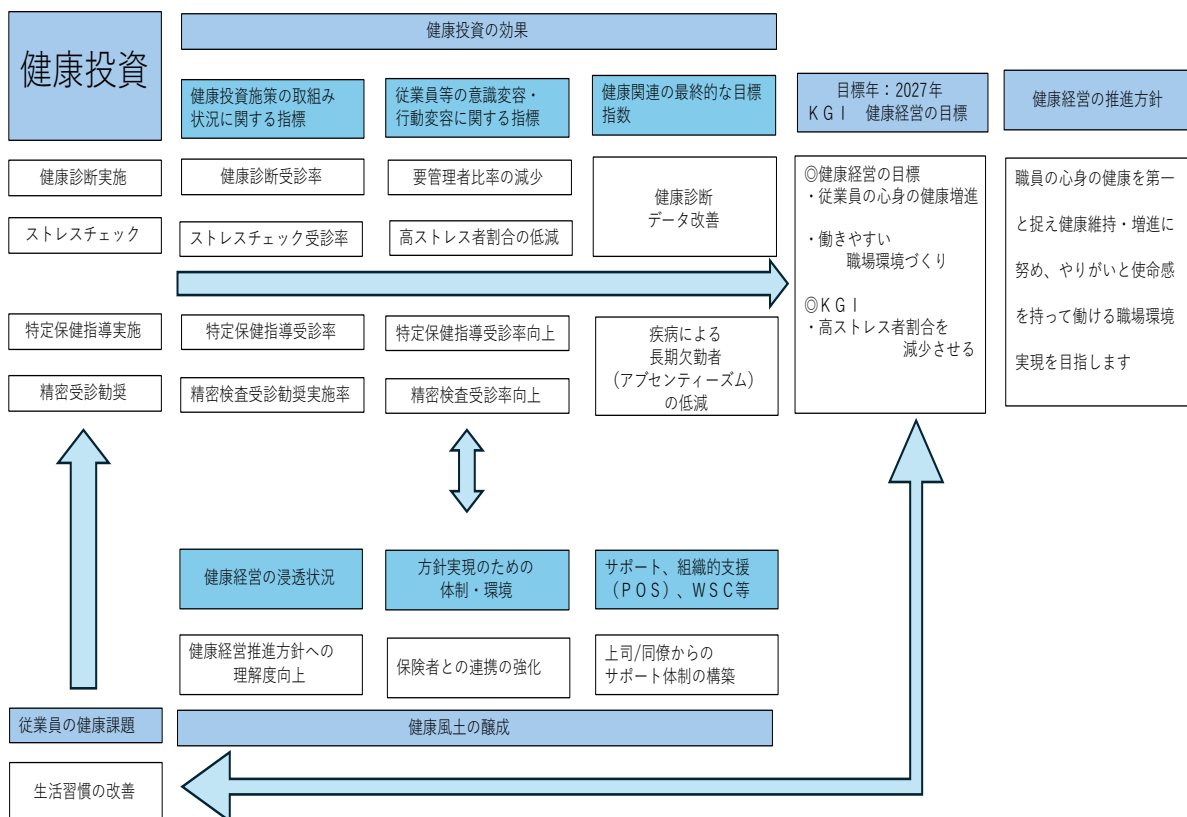 健康投資
健康投資の効果
健康投資施策の取組み
状況に関する指標
従業員等の意識変容・
行動変容に関する指標
健康関連の最終的な目標
指数
目標年：2027年
ＫＧＩ　健康経営の目標
健康経営の推進方針
健康診断実施
健康診断受診率
要管理者比率の減少
健康診断
データ改善
ストレスチェック
ストレスチェック受診率
高ストレス者割合の低減
特定保健指導実施
特定保健指導受診率
特定保健指導受診率向上
疾病による
長期欠勤者
（アブセンティーズム）
の低減
精密受診勧奨
精密検査受診勧奨実施率
精密検査受診率向上
◎健康経営の目標
・従業員の心身の健康増進
・働きやすい
職場環境づくり
◎ＫＧＩ
・高ストレス者割合を
減少させる
職員の心身の健康を第一
と捉え健康維持・増進に
努め、やりがいと使命感
を持って働ける職場環境
実現を目指します
健康経営の浸透状況
方針実現のための
体制・環境
サポート、組織的支援
（ＰＯＳ）、ＷＳＣ等
健康経営推進方針への
理解度向上
保険者との連携の強化
上司/同僚からの
サポート体制の構築
従業員の健康課題
健康風土の醸成
生活習慣の改善